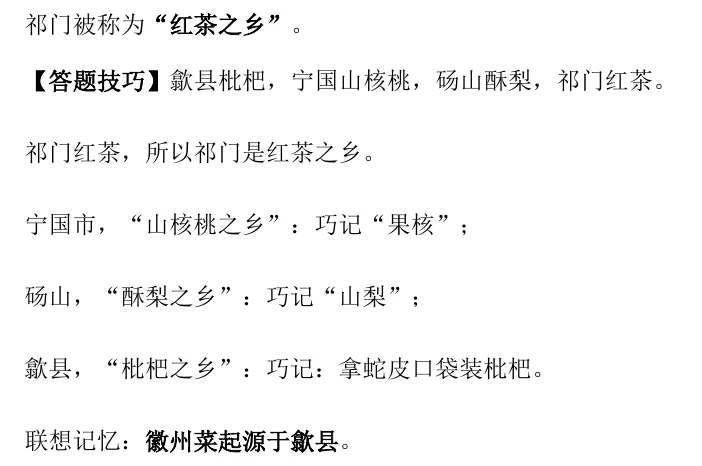 祁门被称为“红茶之乡”。
【答题技巧】歙县枇杷，宁国山核桃，砀山酥梨，祁门红茶。
祁门红茶，所以祁门是红茶之乡。
宁国市，“山核桃之乡”：巧记“果核”；
砀山，“酥梨之乡”：巧记“山梨”；
歙县，“枇杷之乡”：巧记：拿蛇皮口袋装枇杷。
联想记忆：徽州菜起源于歙县。